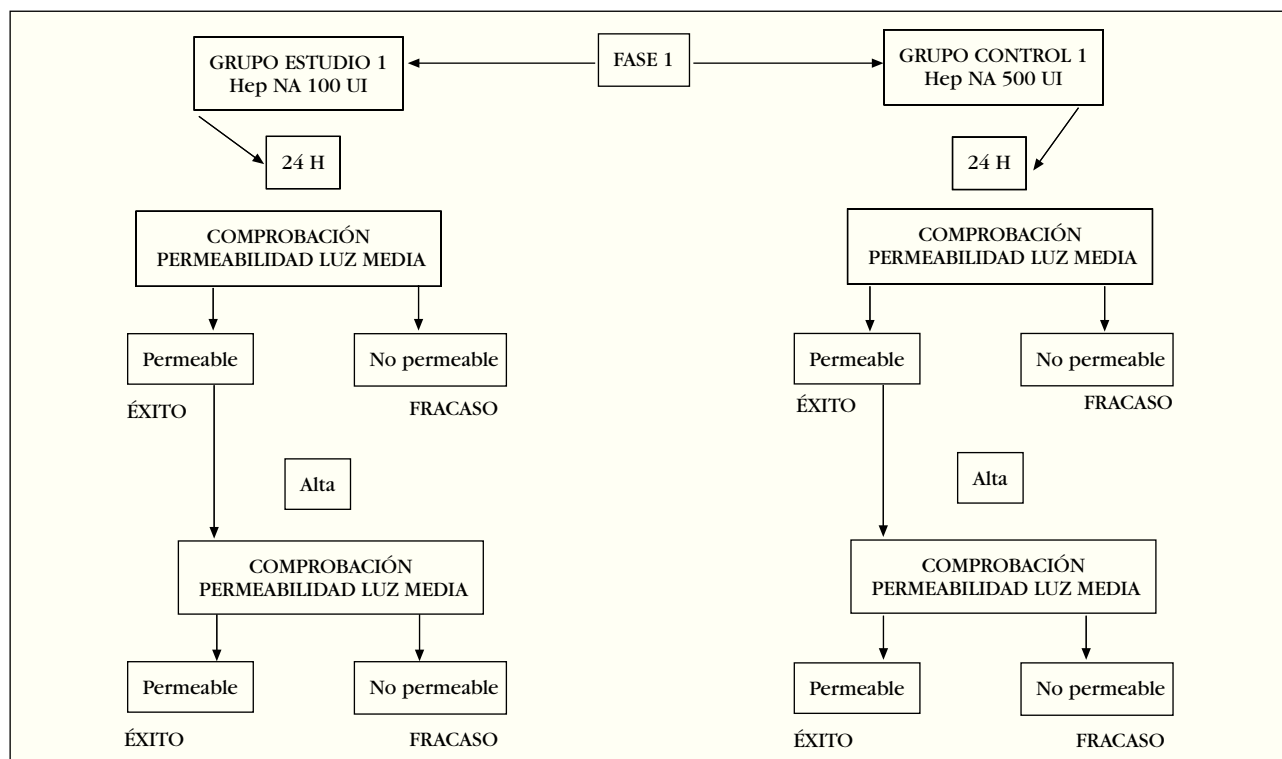 FASE 1
GRUPO ESTUDIO 1
Hep NA 100 UI
24 H
COMPROBACIÓN
PERMEABILIDAD LUZ MEDIA
Permeable
No permeable
ÉXITO
FRACASO
Alta
COMPROBACIÓN
PERMEABILIDAD LUZ MEDIA
Permeable
No permeable
ÉXITO
FRACASO
GRUPO CONTROL 1
Hep NA 500 UI
24 H
COMPROBACIÓN
PERMEABILIDAD LUZ MEDIA
Permeable
No permeable
ÉXITO
FRACASO
Alta
COMPROBACIÓN
PERMEABILIDAD LUZ MEDIA
Permeable
No permeable
ÉXITO
FRACASO